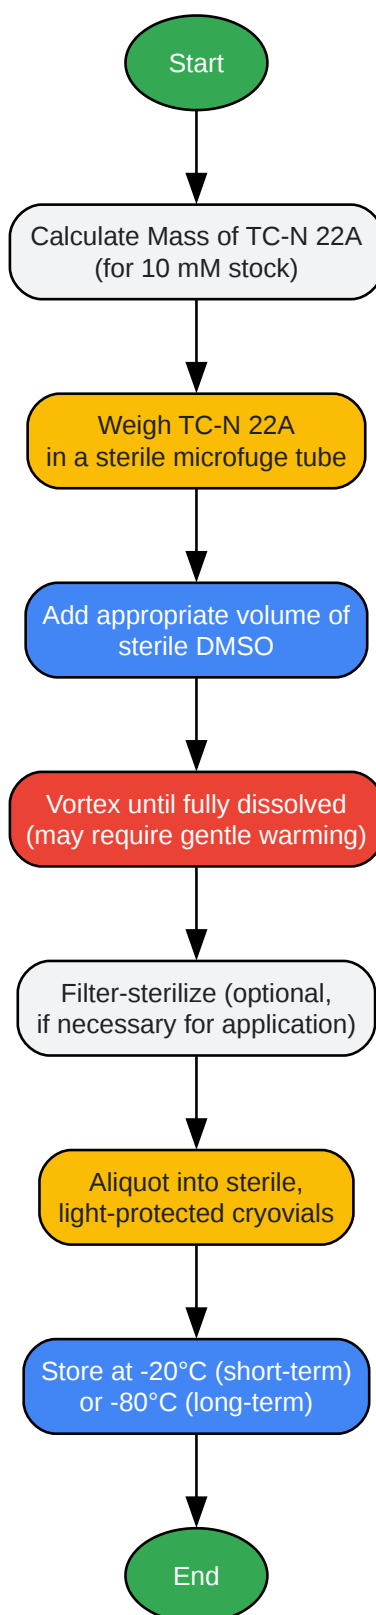 Start
Calculate Mass of TC-N 22A
(for 10 mM stock)
Weigh TC-N 22A
in a sterile microfuge tube
Add appropriate volume of
sterile DMSO
Vortex until fully dissolved
(may require gentle warming)
Filter-sterilize (optional,
if necessary for application)
Aliquot into sterile,
light-protected cryovials
Store at -20°C (short-term)
or -80°C (long-term)
End